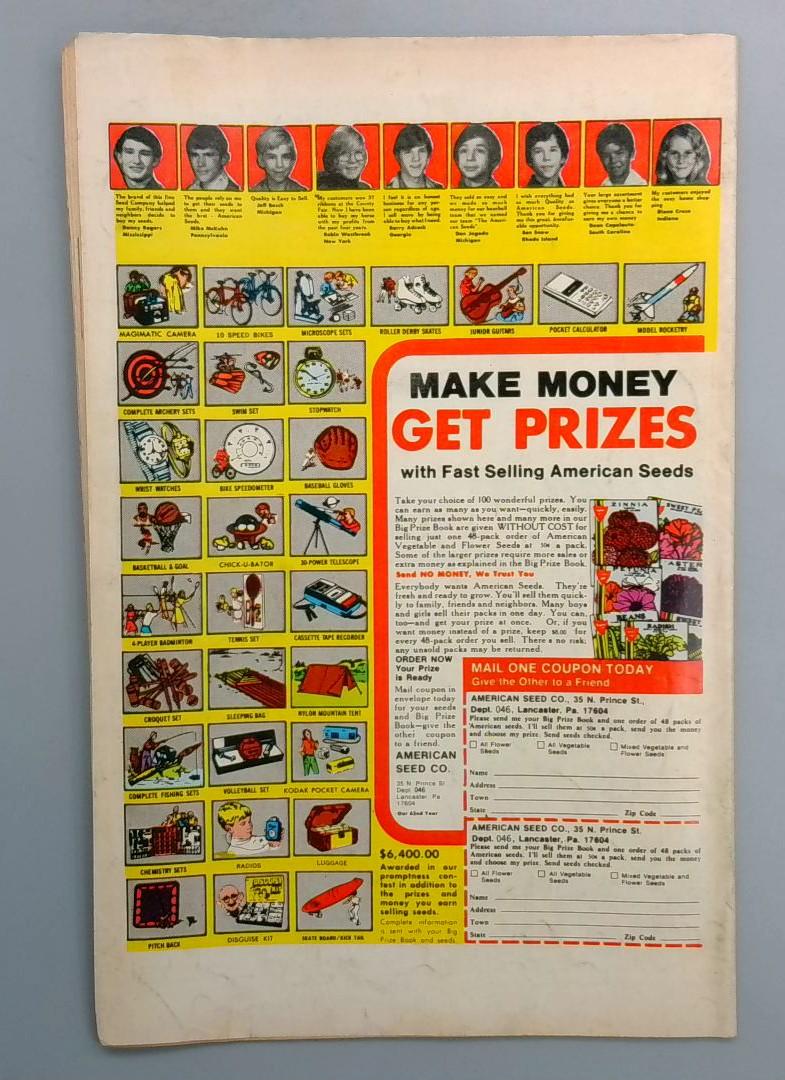 The brand of this fine
Seed Company helped
my family, friends and
neighbors decide to
buy my seeds.
Danny Rogers
Mississippi
The people rely on me
to get their seeds to
them and they want
the best - American
Seeds.
Mike McKuhn
Pennsylvania
Quality is Easy to Sell.
Jeff Besch
Michigan
"My customers won 37
ribbons at the County
Fair. Now I have been
able to buy my horse
with my profits from
the past four years.
Robin Westbrook
New York
I feel it is an honest
business for any per-
son regardless of age.
I still move by being
able to buy what I need.
Barry Adcock
Georgia
They sold so easy and
we made so much
money for our baseball
team that we named
our team "The Ameri-
can Seeds"
Dan Jagoda
Michigan
I wish everything had
as much Quality as
American Seeds.
Thank you for giving
me this great,
opportunity.
Ben Snow
Rhode Island
Your large assortment
gives everyone a better
choice. Thank you for
giving me a chance to
earn my own money
Dean
South Carolina
My customers enjoyed
the easy home shop-
ping
Diane Cruse
Indiana
MAGIMATIC CAMERA
10 SPEED BIKES
MICROSCOPE SETS
ROLLER DERBY SKATES
JUNIOR GUITARS
POCKET CALCULATOR
MODEL ROCKETRY
COMPLETE ARCHERY SETS
SWIM SET
STOPWATCH
WRIST WATCHES
BIKE SPEEDOMETER
BASEBALL GLOVES
BASKETBALL & GOAL
CHICK-U-BATOR
30-POWER TELESCOPE
4-PLAYER BADMINTON
TENNIS SET
CASSETTE TAPE RECORDER
CROQUET SET
SLEEPING BAG
NYLON MOUNTAIN TENT
COMPLETE FISHING SETS
VOLLEYBALL SET
KODAK POCKET CAMERA
CHEMISTRY SETS
RADIOS
LUGGAGE
PITCH BACK
DISGUISE KIT
SKATE BOARD/KICK TAIL
MAKE MONEY
GET PRIZES
with Fast Selling American Seeds
Take your choice of 100 wonderful prizes. You
can earn as many as you want—quickly, easily.
Many prizes shown here and many more in our
Big Prize Book are given WITHOUT COST for
selling just one 48-pack order of American
Vegetable and Flower Seeds at 50¢ a pack.
Some of the larger prizes require more sales or
extra money as explained in the Big Prize Book.
Send NO MONEY, We Trust You
Everybody wants American Seeds. They're
fresh and ready to grow. You'll sell them quick-
ly to family, friends and neighbors. Many boys
and girls sell their packs in one day. You can,
too—and get your prize at once. Or, if you
want money instead of a prize, keep $8.00 for
every 48-pack order you sell. There's no risk;
any unsold packs may be returned.
ZINNIA
SWEET PE
PETUNIA
ASTER
BEANS
RADISH
SWEET
ORDER NOW
Your Prize
is Ready
Mail coupon in
envelope today
for your seeds
and Big Prize
Book—give the
other coupon
to a friend.
AMERICAN
SEED CO.
35 N. Prince St.
Dept. 046
Lancaster, Pa.
17604
Our 62nd Year
MAIL ONE COUPON TODAY
Give the Other to a Friend
AMERICAN SEED CO., 35 N. Prince St.,
Dept. 046, Lancaster, Pa. 17604
Please send me your Big Prize Book and one order of 48 packs of
American seeds. I'll sell them at 50¢ a pack, send you the money
and choose my prize. Send seeds checked.
All Flower Seeds
All Vegetable Seeds
Mixed Vegetable and Flower Seeds
Name
Address
Town
State Zip Code
AMERICAN SEED CO., 35 N. Prince St.
Dept. 046, Lancaster, Pa. 17604
Please send me your Big Prize Book and one order of 48 packs of
American seeds. I'll sell them at 50¢ a pack, send you the money
and choose my prize. Send seeds checked.
All Flower Seeds
All Vegetable Seeds
Mixed Vegetable and Flower Seeds
Name
Address
Town
State Zip Code
$6,400.00
Awarded in our
promptness con-
test in addition to
the prizes and
money you earn
selling seeds.
Complete information
is sent with your Big
Prize Book and seeds.